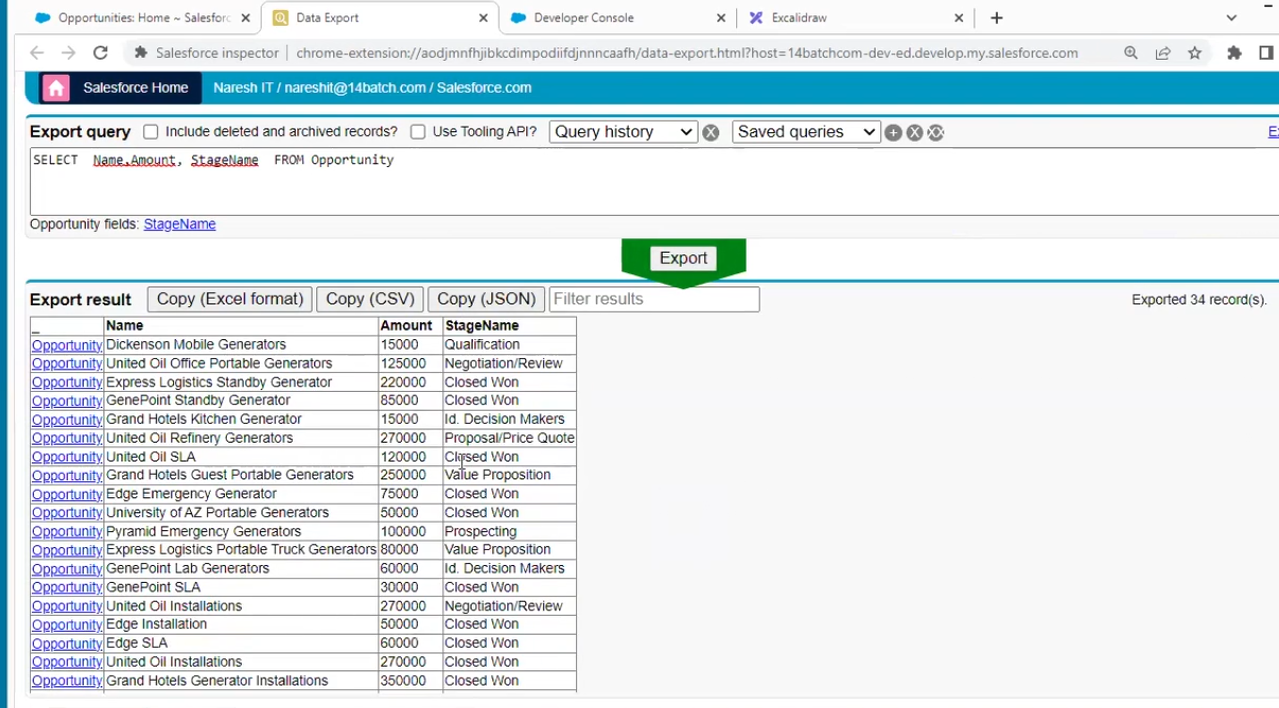 Opportunities: Home ~ Salesforc
Data Export
Developer Console
Excalidraw
Salesforce inspector
chrome-extension://aodjmnfhjibkcdimpodiifdjnnncaafh/data-export.html?host=14batchcom-dev-ed.develop.my.salesforce.com
Salesforce Home
Naresh IT / nareshit@14batch.com / Salesforce.com
Export query
Include deleted and archived records?
Use Tooling API?
Query history
Saved queries
SELECT Name,Amount, StageName FROM Opportunity
Opportunity fields: StageName
Export
Export result Copy (Excel format) Copy (CSV) Copy (JSON) Filter results Exported 34 record(s).
_ Name Amount StageName
Opportunity Dickenson Mobile Generators 15000 Qualification
Opportunity United Oil Office Portable Generators 125000 Negotiation/Review
Opportunity Express Logistics Standby Generator 220000 Closed Won
Opportunity GenePoint Standby Generator 85000 Closed Won
Opportunity Grand Hotels Kitchen Generator 15000 Id. Decision Makers
Opportunity United Oil Refinery Generators 270000 Proposal/Price Quote
Opportunity United Oil SLA 120000 Closed Won
Opportunity Grand Hotels Guest Portable Generators 250000 Value Proposition
Opportunity Edge Emergency Generator 75000 Closed Won
Opportunity University of AZ Portable Generators 50000 Closed Won
Opportunity Pyramid Emergency Generators 100000 Prospecting
Opportunity Express Logistics Portable Truck Generators 80000 Value Proposition
Opportunity GenePoint Lab Generators 60000 Id. Decision Makers
Opportunity GenePoint SLA 30000 Closed Won
Opportunity United Oil Installations 270000 Negotiation/Review
Opportunity Edge Installation 50000 Closed Won
Opportunity Edge SLA 60000 Closed Won
Opportunity United Oil Installations 270000 Closed Won
Opportunity Grand Hotels Generator Installations 350000 Closed Won